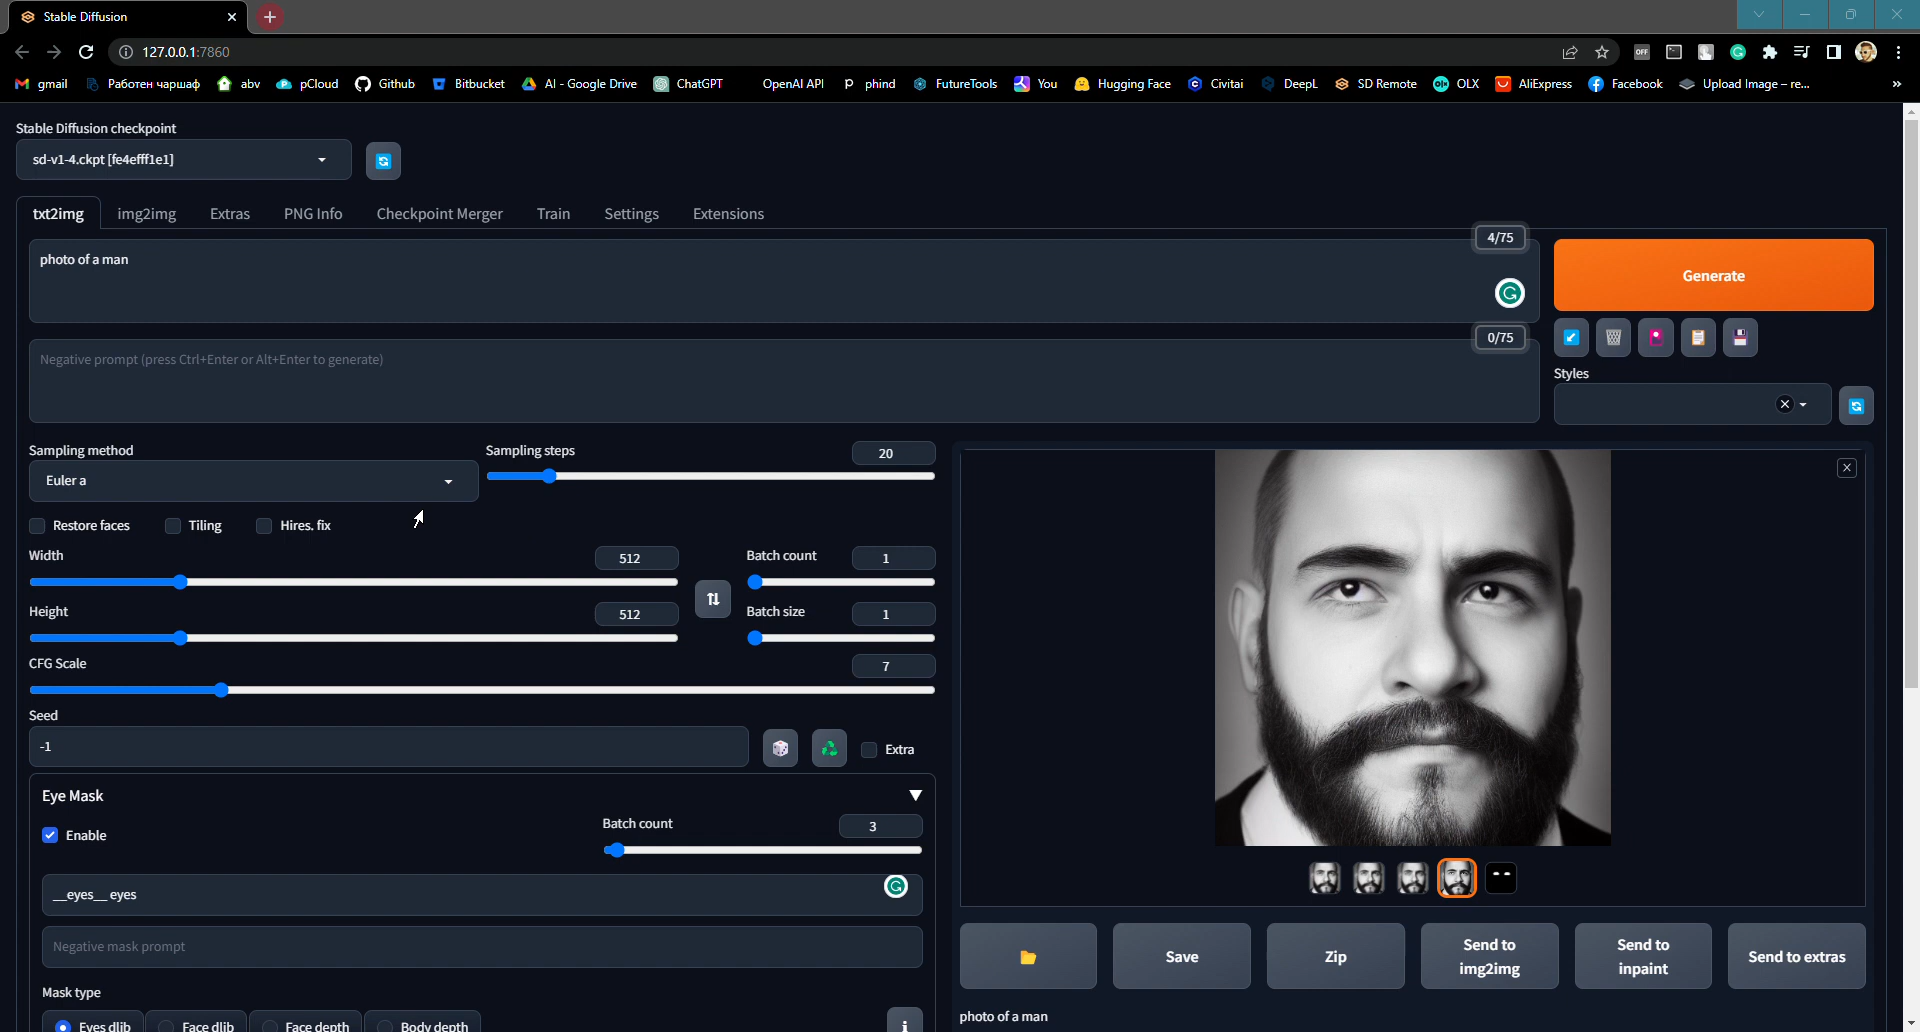 Stable Diffusion
127.0.0.1:7860
gmail Работен чаршаф abv pCloud Github Bitbucket AI - Google Drive ChatGPT OpenAI API phind FutureTools You Hugging Face Civitai DeepL SD Remote OLX AliExpress Facebook Upload Image – re...
Stable Diffusion checkpoint
sd-v1-4.ckpt [fe4efff1e1]
txt2img img2img Extras PNG Info Checkpoint Merger Train Settings Extensions
4/75
photo of a man
Generate
0/75
Negative prompt (press Ctrl+Enter or Alt+Enter to generate)
Styles
Sampling method
Euler a
Sampling steps 20
Restore faces Tiling Hires. fix
Width 512
Batch count 1
Height 512
Batch size 1
CFG Scale 7
Seed
-1
Extra
Eye Mask
Enable
Batch count 3
__eyes__ eyes
Negative mask prompt
Mask type
Eyes dlib Face dlib Face depth Body depth
Save Zip Send to img2img Send to inpaint Send to extras
photo of a man